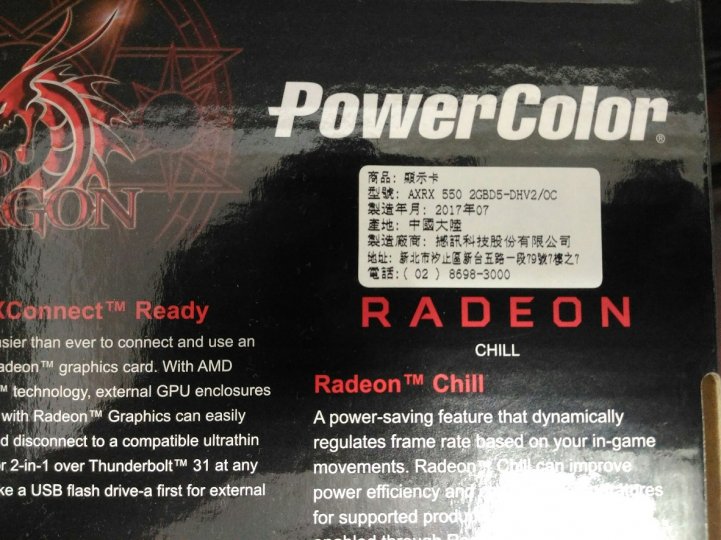 PowerColor®
商品: 顯示卡
型號: AXRX 550 2GBD5-DHV2/OC
製造年月: 2017年07
產地: 中國大陸
製造廠商: 撼訊科技股份有限公司
地址: 新北市汐止區新台五路一段79號7樓之7
電話:( 02 ) 8698-3000
AGON
XConnect™ Ready
easier than ever to connect and use an
Radeon™ graphics card. With AMD
™ technology, external GPU enclosures
with Radeon™ Graphics can easily
d disconnect to a compatible ultrathin
or 2-in-1 over Thunderbolt™ 31 at any
ke a USB flash drive-a first for external
RADEON
CHILL
Radeon™ Chill
A power-saving feature that dynamically
regulates frame rate based on your in-game
movements. Radeon™ Chill can improve
power efficiency and
for supported
enabled through